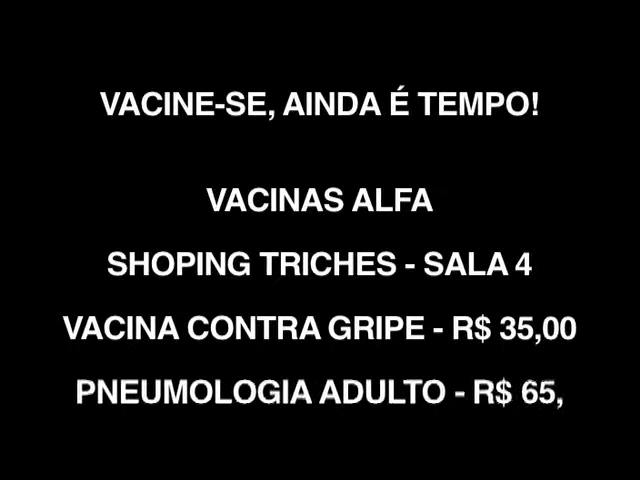 VACINE-SE, AINDA É TEMPO!
VACINAS ALFA
SHOPING TRICHES - SALA 4
VACINA CONTRA GRIPE - R$ 35,00
PNEUMOLOGIA ADULTO - R$ 65,